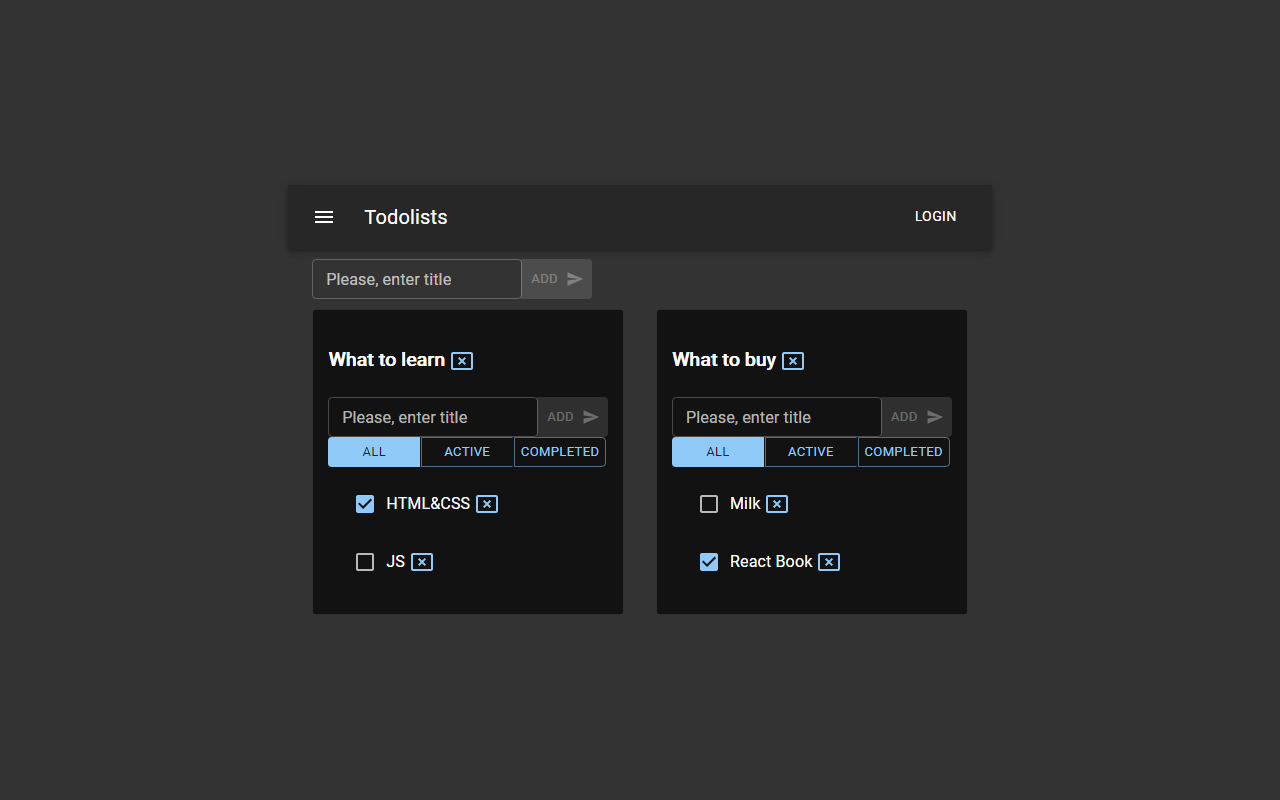 Todolists
LOGIN
Please, enter title
ADD
What to learn
Please, enter title
ADD
ALL
ACTIVE
COMPLETED
HTML&CSS
JS
What to buy
Please, enter title
ADD
ALL
ACTIVE
COMPLETED
Milk
React Book